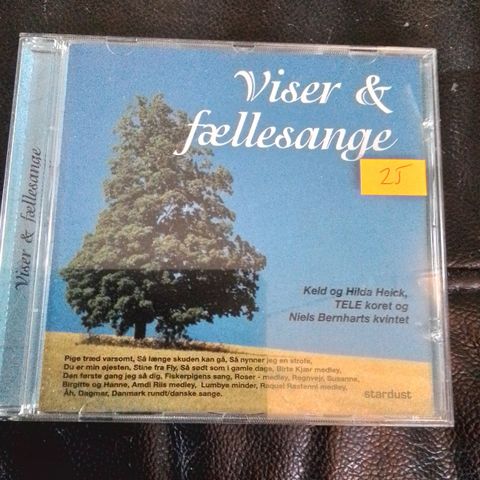 Viser &
fællesange
25
Viser & fællesange
Keld og Hilda Heick,
TELE koret og
Niels Bernharts kvintet
Pige træd varsomt, Så længe skuden kan gå, Så nynner jeg en strofe,
Du er min øjesten, Stine fra Fly, Så sødt som i gamle dage, Birte Kjær medley,
Den første gang jeg så dig, Fiskerpigens sang, Roser - medley, Regnvejr, Susanne,
Birgitte og Hanne, Amdi Riis medley, Lumbye minder, Raquel Rastenni medley,
Åh, Dagmar, Danmark rundt/danske sange.
stardust